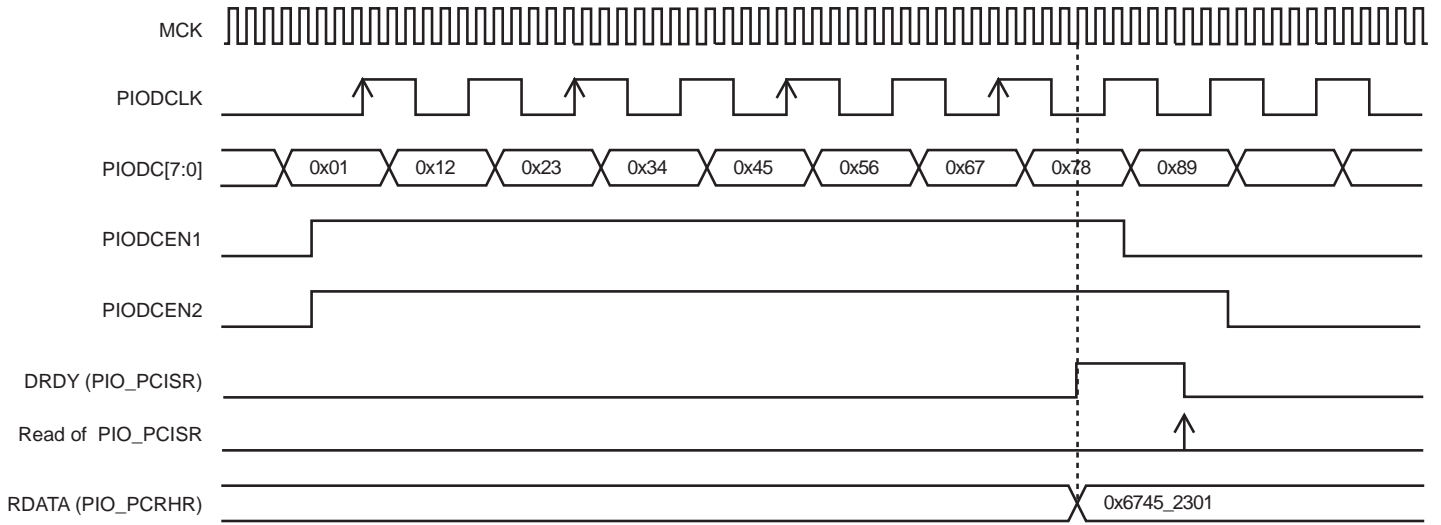 MCK
PIODCLK
PIODC[7:0] 0x01 0x12 0x23 0x34 0x45 0x56 0x67 0x78 0x89
PIODCEN1
PIODCEN2
DRDY (PIO_PCISR)
Read of PIO_PCISR
RDATA (PIO_PCRHR) 0x6745_2301